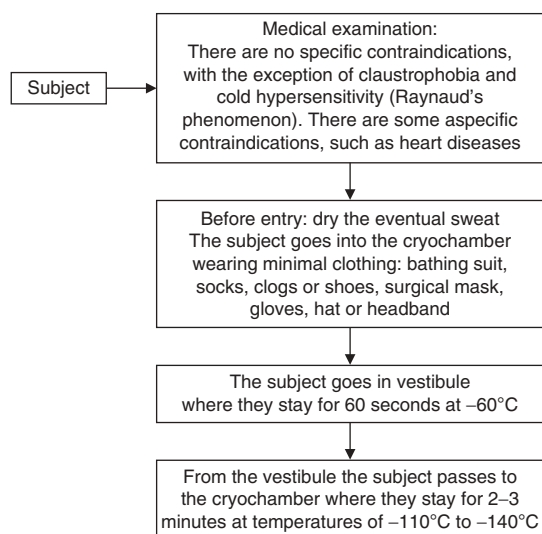 Subject
Medical examination:
There are no specific contraindications,
with the exception of claustrophobia and
cold hypersensitivity (Raynaud's
phenomenon). There are some aspecific
contraindications, such as heart diseases
Before entry: dry the eventual sweat
The subject goes into the cryochamber
wearing minimal clothing: bathing suit,
socks, clogs or shoes, surgical mask,
gloves, hat or headband
The subject goes in vestibule
where they stay for 60 seconds at –60°C
From the vestibule the subject passes to
the cryochamber where they stay for 2–3
minutes at temperatures of –110°C to –140°C